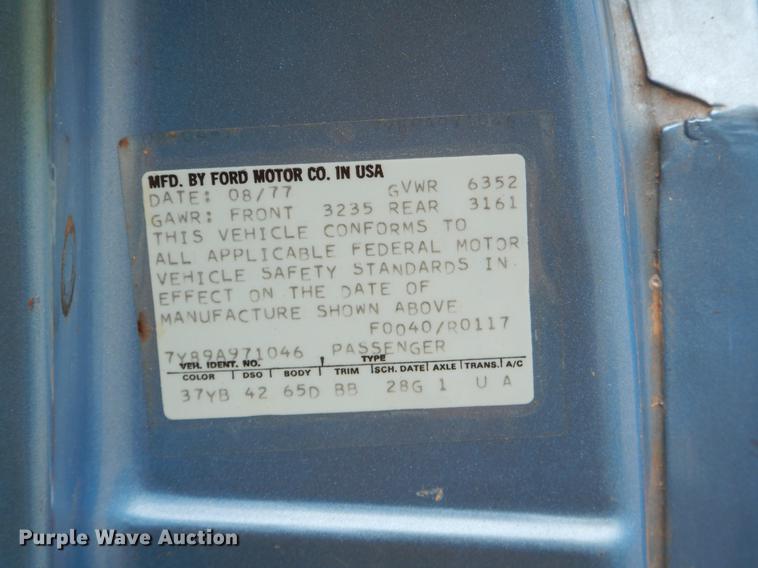 MFD. BY FORD MOTOR CO. IN USA
DATE: 08/77 GVWR 6352
GAWR: FRONT 3235 REAR 3161
THIS VEHICLE CONFORMS TO
ALL APPLICABLE FEDERAL MOTOR
VEHICLE SAFETY STANDARDS IN
EFFECT ON THE DATE OF
MANUFACTURE SHOWN ABOVE
F0040/R0117
7Y89A971046 PASSENGER
VEH. IDENT. NO. TYPE
COLOR DSO BODY TRIM SCH. DATE AXLE TRANS. A/C
37YB 42 65D BB 28G 1 U A
Purple Wave Auction